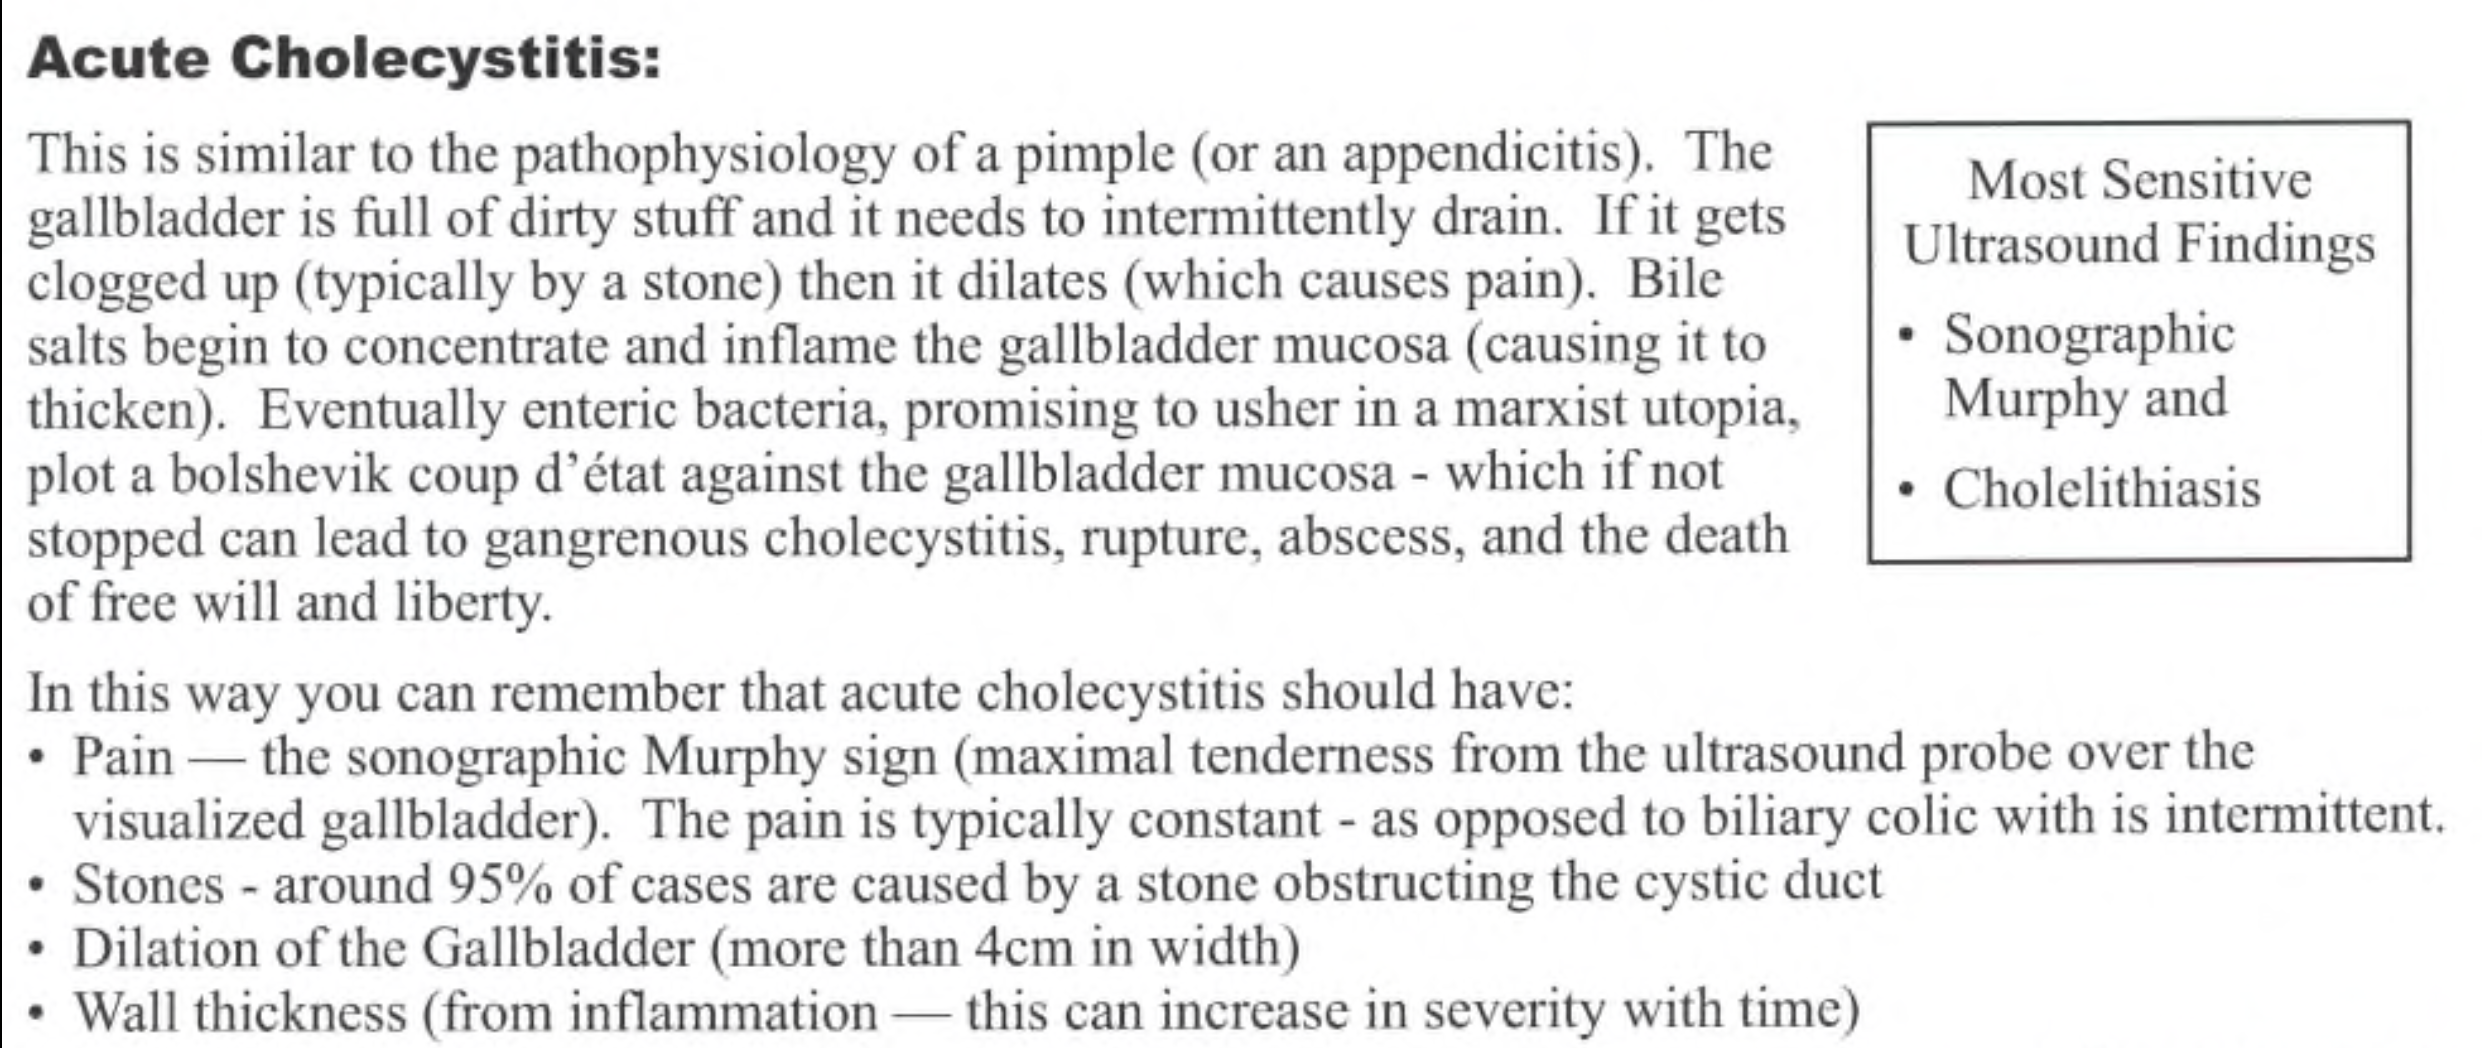 Acute Cholecystitis:
This is similar to the pathophysiology of a pimple (or an appendicitis).  The
gallbladder is full of dirty stuff and it needs to intermittently drain.  If it gets
clogged up (typically by a stone) then it dilates (which causes pain).  Bile
salts begin to concentrate and inflame the gallbladder mucosa (causing it to
thicken).  Eventually enteric bacteria, promising to usher in a marxist utopia,
plot a bolshevik coup d’état against the gallbladder mucosa - which if not
stopped can lead to gangrenous cholecystitis, rupture, abscess, and the death
of free will and liberty.
Most Sensitive
Ultrasound Findings
• Sonographic
Murphy and
• Cholelithiasis
In this way you can remember that acute cholecystitis should have:
• Pain — the sonographic Murphy sign (maximal tenderness from the ultrasound probe over the
visualized gallbladder).  The pain is typically constant - as opposed to biliary colic with is intermittent.
• Stones - around 95% of cases are caused by a stone obstructing the cystic duct
• Dilation of the Gallbladder (more than 4cm in width)
• Wall thickness (from inflammation — this can increase in severity with time)